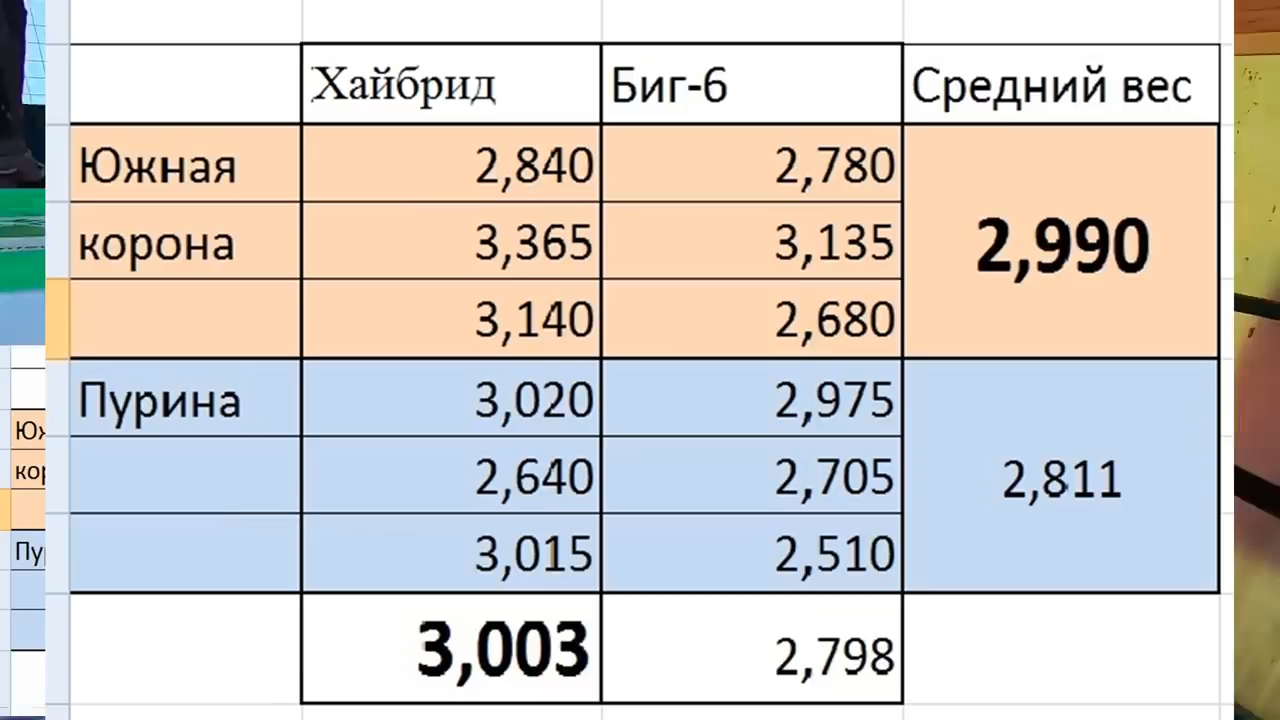 Хайбрид Биг-6 Средний вес
Южная 2,840 2,780
корона 3,365 3,135 2,990
3,140 2,680
Пурина 3,020 2,975
2,640 2,705 2,811
3,015 2,510
3,003 2,798